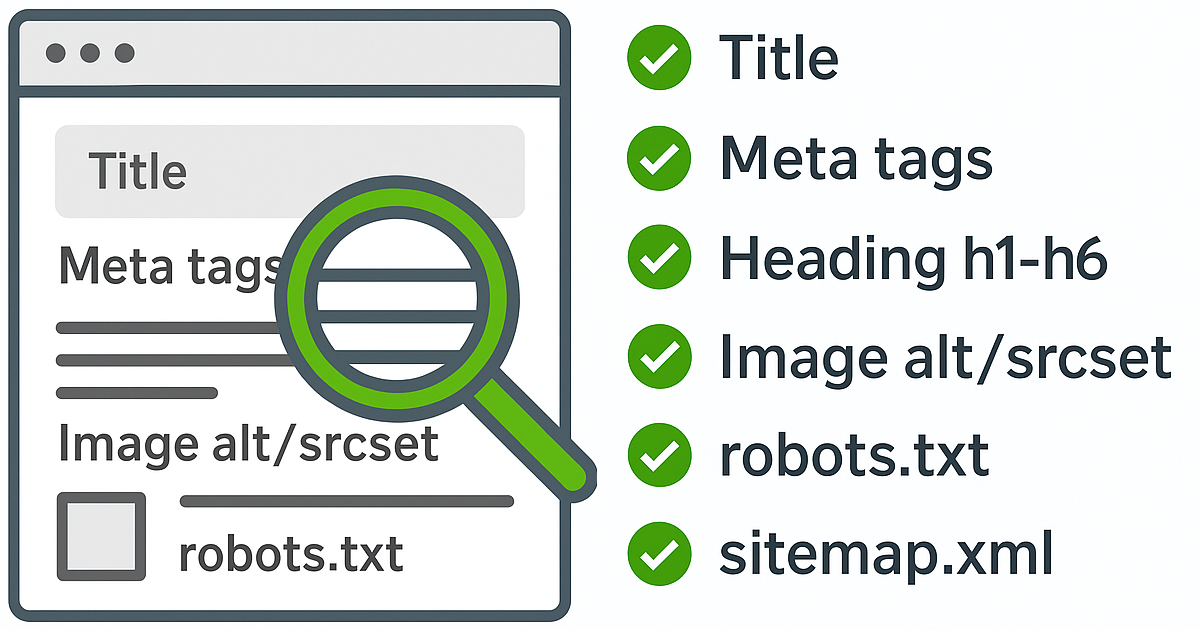 Title
Meta tags
Image alt/srcset
robots.txt
Title
Meta tags
Heading h1-h6
Image alt/srcset
robots.txt
sitemap.xml